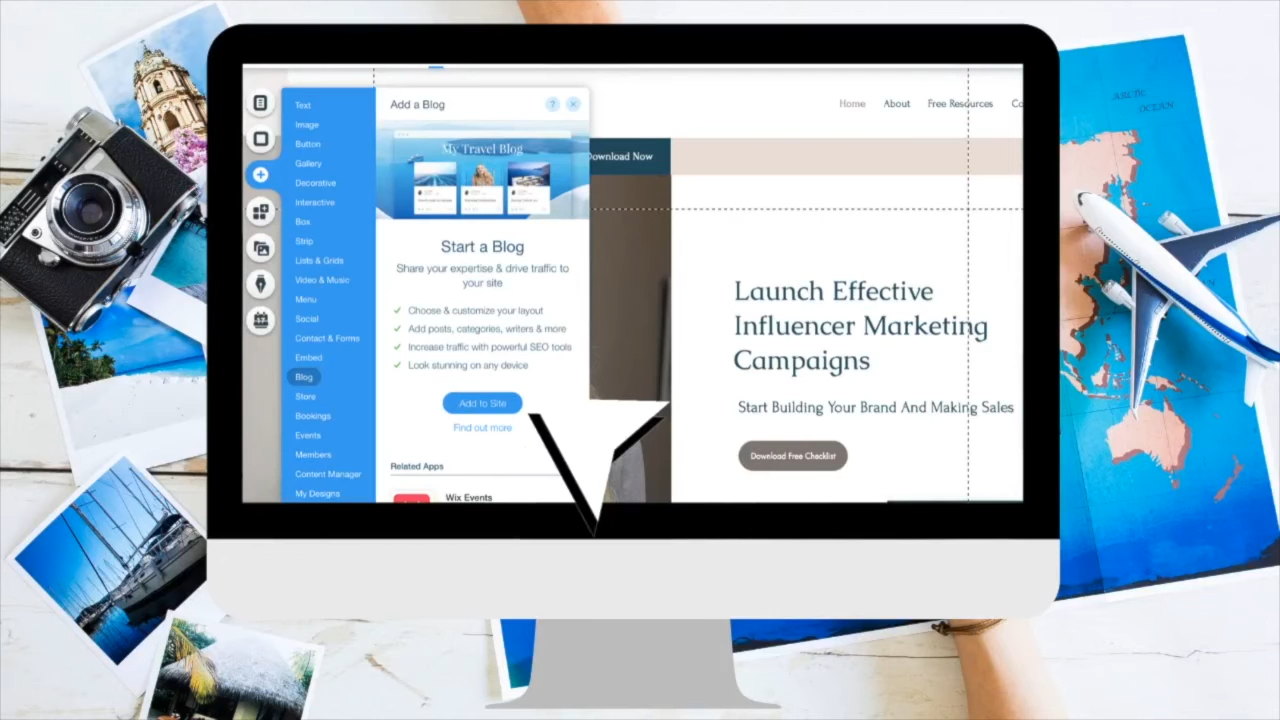 Text
Image
Button
Gallery
Decorative
Interactive
Box
Strip
Lists & Grids
Video & Music
Menu
Social
Contact & Forms
Embed
Blog
Store
Bookings
Events
Members
Content Manager
My Designs
Add a Blog
?
My Travel Blog
Start a Blog
Share your expertise & drive traffic to
your site
Choose & customize your layout
Add posts, categories, writers & more
Increase traffic with powerful SEO tools
Look stunning on any device
Add to Site
Find out more
Related Apps
Wix Events
Home About Free Resources Co
Download Now
Launch Effective
Influencer Marketing
Campaigns
Start Building Your Brand And Making Sales
Download Free Checklist
ARCTIC
OCEAN